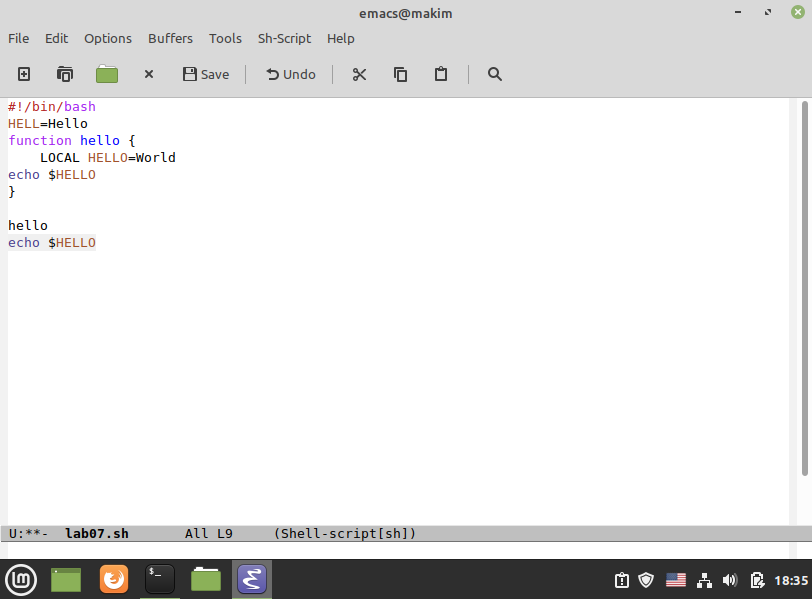 emacs@makim
File Edit Options Buffers Tools Sh-Script Help
Save Undo
#!/bin/bash
HELL=Hello
function hello {
    LOCAL HELLO=World
echo $HELLO
}
hello
echo $HELLO
U:**-  lab07.sh       All L9     (Shell-script[sh])
$_
18:35